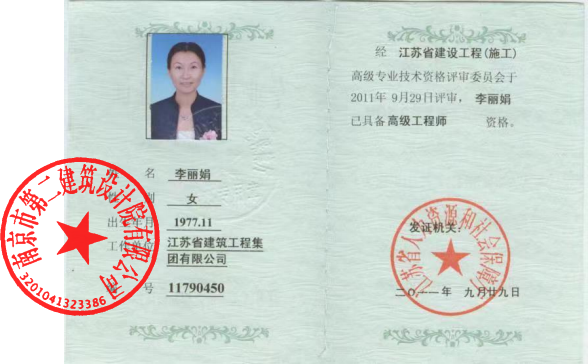 名 李丽娟
别 女
出生年月 1977.11
工作单位 江苏省建筑工程集
团有限公司
号 11790450
南京市第二建筑设计院有限公司
3201041323386
经 江苏省建设工程(施工)
高级专业技术资格评审委员会于
2011年 9月29日评审, 李丽娟
已具备 高级工程师 资格。
发证机关:
江苏省人力资源和社会保障厅
二〇一一年 九月廿九日